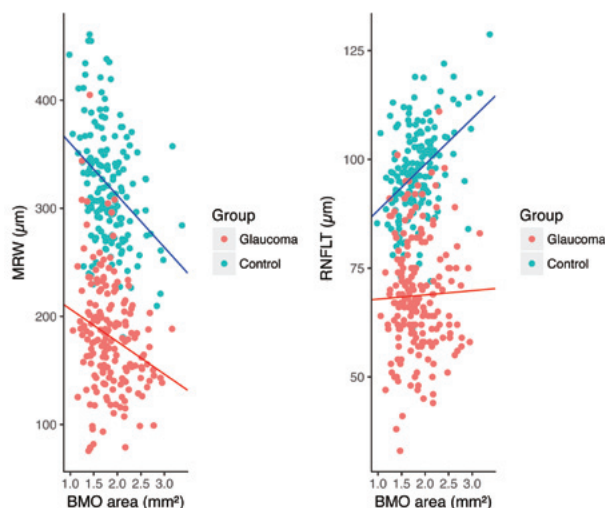 MRW (µm)
400
300
200
100
1.0 1.5 2.0 2.5 3.0
BMO area (mm²)
Group
Glaucoma
Control
RNFLT (µm)
125
100
75
50
1.0 1.5 2.0 2.5 3.0
BMO area (mm²)
Group
Glaucoma
Control